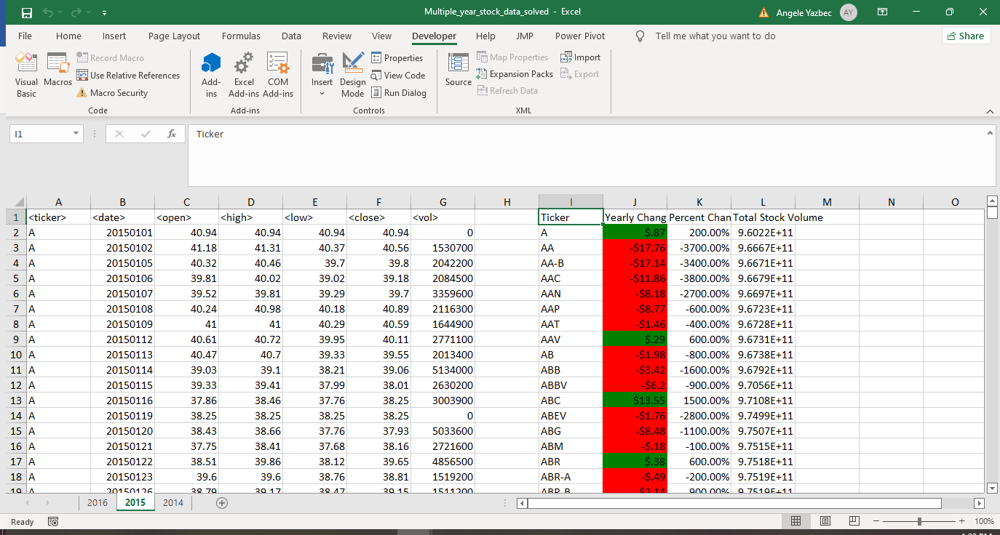 Multiple_year_stock_data_solved - Excel
Angele Yazbec AY
File Home Insert Page Layout Formulas Data Review View Developer Help JMP Power Pivot Tell me what you want to do Share
Visual Basic
Macros
Record Macro
Use Relative References
Macro Security
Code
Add-ins
Excel Add-ins
COM Add-ins
Add-ins
Insert
Design Mode
Properties
View Code
Run Dialog
Controls
Source
Map Properties
Expansion Packs
Refresh Data
Import
Export
XML
I1 fx Ticker
A B C D E F G H I J K L M N O
1 <ticker> <date> <open> <high> <low> <close> <vol> Ticker Yearly Chang Percent Chan Total Stock Volume
2 A 20150101 40.94 40.94 40.94 40.94 0 A $.87 200.00% 9.6022E+11
3 A 20150102 41.18 41.31 40.37 40.56 1530700 AA -$17.76 -3700.00% 9.6667E+11
4 A 20150105 40.32 40.46 39.7 39.8 2042200 AA-B -$17.14 -3400.00% 9.6671E+11
5 A 20150106 39.81 40.02 39.02 39.18 2084500 AAC -$11.86 -3800.00% 9.6679E+11
6 A 20150107 39.52 39.81 39.29 39.7 3359600 AAN -$8.18 -2700.00% 9.6697E+11
7 A 20150108 40.24 40.98 40.18 40.89 2116300 AAP -$8.77 -600.00% 9.6723E+11
8 A 20150109 41 41 40.29 40.59 1644900 AAT -$1.46 -400.00% 9.6728E+11
9 A 20150112 40.61 40.72 39.95 40.11 2771100 AAV $.29 600.00% 9.6731E+11
10 A 20150113 40.47 40.7 39.33 39.55 2013400 AB -$1.98 -800.00% 9.6738E+11
11 A 20150114 39.03 39.1 38.21 39.06 5134000 ABB -$3.42 -1600.00% 9.6792E+11
12 A 20150115 39.33 39.41 37.99 38.01 2630200 ABBV -$6.2 -900.00% 9.7056E+11
13 A 20150116 37.86 38.46 37.76 38.25 3003900 ABC $13.55 1500.00% 9.7108E+11
14 A 20150119 38.25 38.25 38.25 38.25 0 ABEV -$1.76 -2800.00% 9.7499E+11
15 A 20150120 38.43 38.66 37.76 37.93 5033600 ABG -$8.48 -1100.00% 9.7507E+11
16 A 20150121 37.75 38.41 37.68 38.16 2721600 ABM -$.18 -100.00% 9.7515E+11
17 A 20150122 38.51 39.86 38.12 39.65 4856500 ABR $.38 600.00% 9.7518E+11
18 A 20150123 39.6 39.6 38.76 38.81 1519200 ABR-A -$.49 -200.00% 9.7519E+11
19 A 20150126 38.79 39.17 38.47 39.15 1511200
2016 2015 2014
Ready 100%